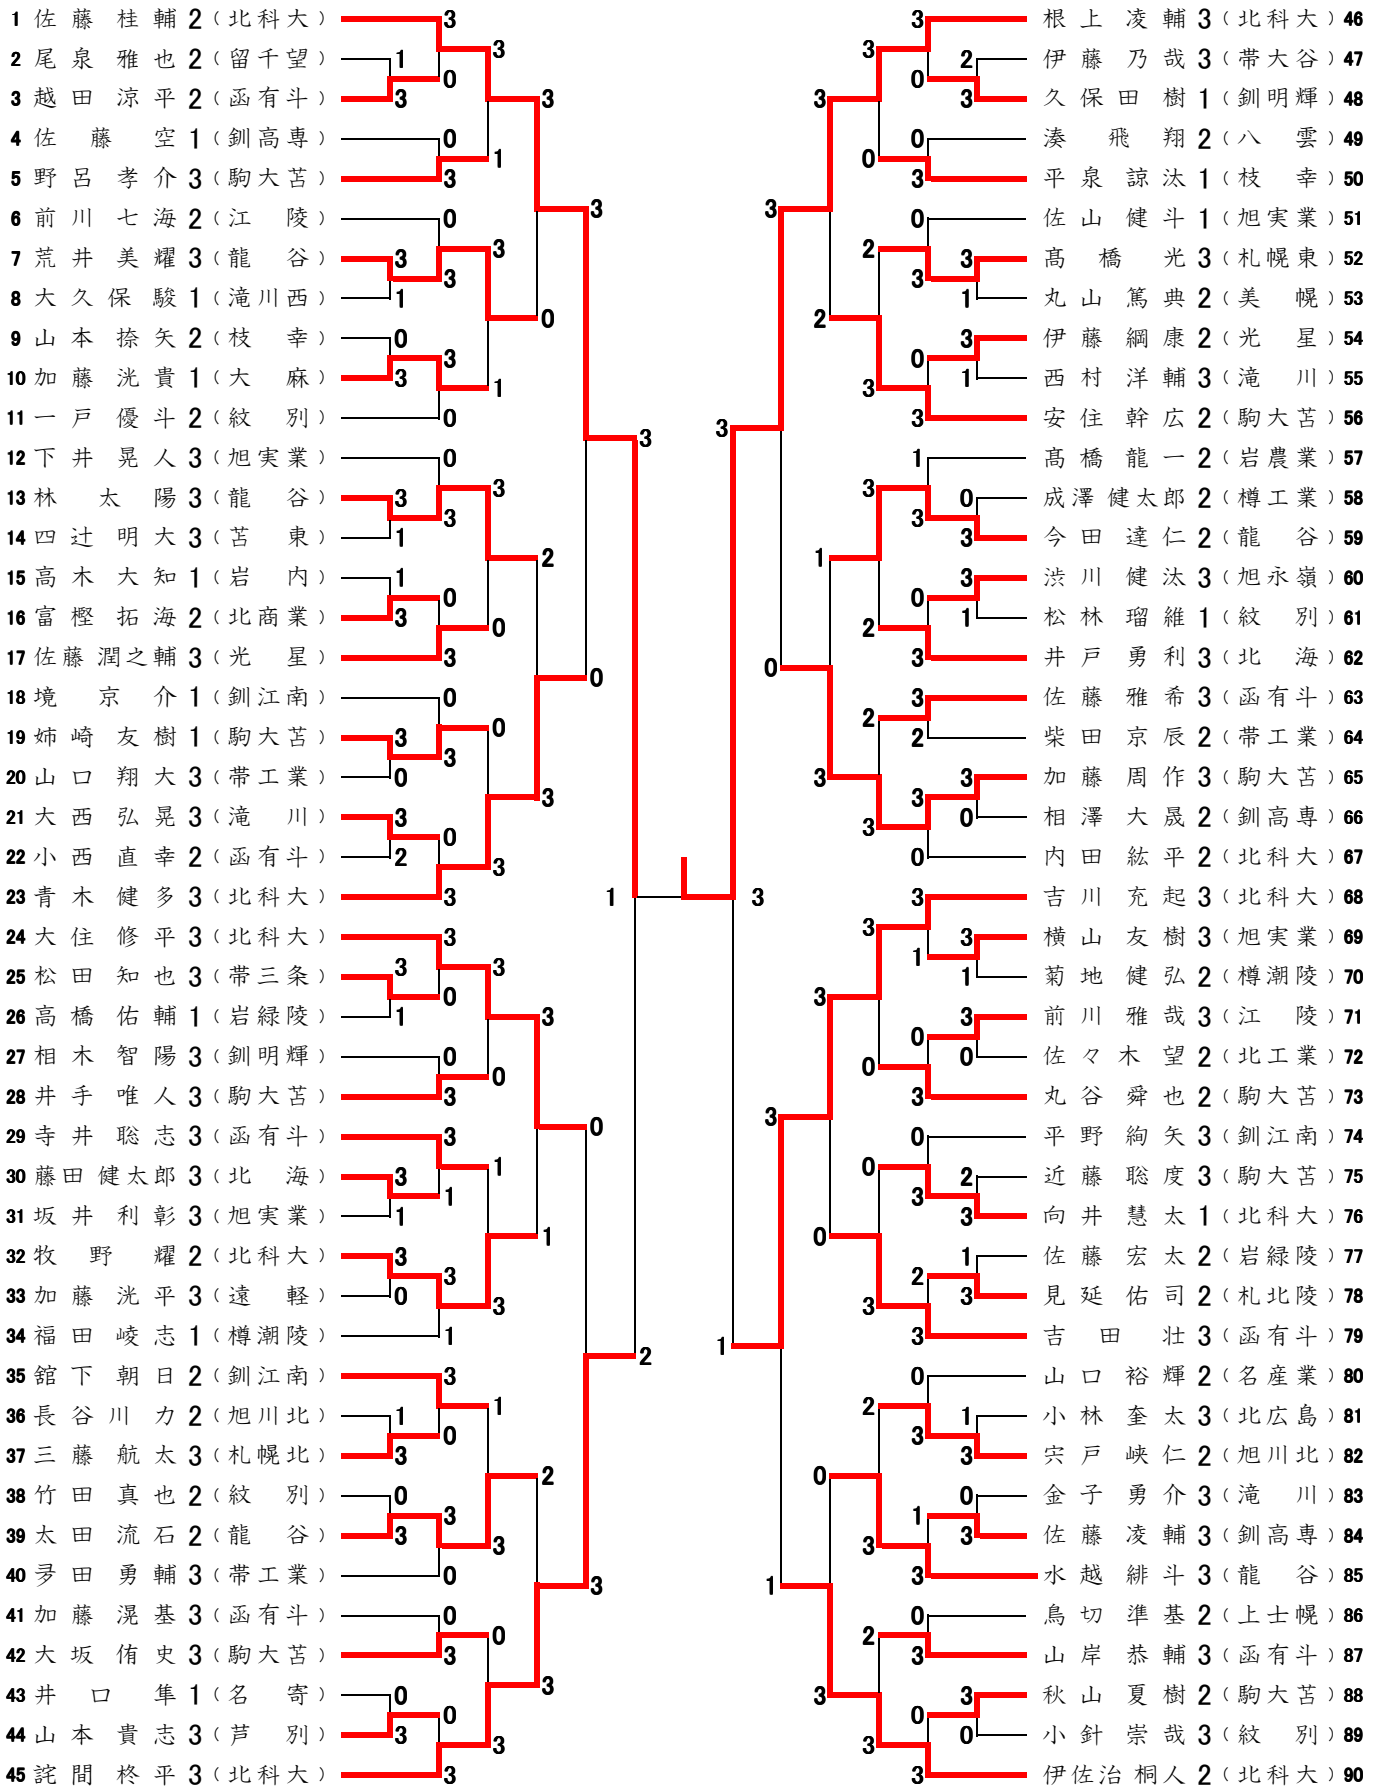 1 佐藤桂輔 2 (北科大)
2 尾泉雅也 2 (留千望)
3 越田涼平 2 (函有斗)
4 佐藤空 1 (釧高専)
5 野呂孝介 3 (駒大苫)
6 前川七海 2 (江陵)
7 荒井美耀 3 (龍谷)
8 大久保駿 1 (滝川西)
9 山本捺矢 2 (枝幸)
10 加藤洸貴 1 (大麻)
11 一戸優斗 2 (紋別)
12 下井晃人 3 (旭実業)
13 林太陽 3 (龍谷)
14 四辻明大 3 (苫東)
15 高木大知 1 (岩内)
16 富樫拓海 2 (北商業)
17 佐藤潤之輔 3 (光星)
18 境京介 1 (釧江南)
19 姉崎友樹 1 (駒大苫)
20 山口翔大 3 (帯工業)
21 大西弘晃 3 (滝川)
22 小西直幸 2 (函有斗)
23 青木健多 3 (北科大)
24 大住修平 3 (北科大)
25 松田知也 3 (帯三条)
26 高橋佑輔 1 (岩緑陵)
27 相木智陽 3 (釧明輝)
28 井手唯人 3 (駒大苫)
29 寺井聡志 3 (函有斗)
30 藤田健太郎 3 (北海)
31 坂井利彰 3 (旭実業)
32 牧野耀 2 (北科大)
33 加藤洸平 3 (遠軽)
34 福田崚志 1 (樽潮陵)
35 舘下朝日 2 (釧江南)
36 長谷川力 2 (旭川北)
37 三藤航太 3 (札幌北)
38 竹田真也 2 (紋別)
39 太田流石 2 (龍谷)
40 夛田勇輔 3 (帯工業)
41 加藤滉基 3 (函有斗)
42 大坂侑史 3 (駒大苫)
43 井口隼 1 (名寄)
44 山本貴志 3 (芦別)
45 詫間柊平 3 (北科大)
根上凌輔 3 (北科大) 46
伊藤乃哉 3 (帯大谷) 47
久保田樹 1 (釧明輝) 48
湊飛翔 2 (八雲) 49
平泉諒汰 1 (枝幸) 50
佐山健斗 1 (旭実業) 51
髙橋光 3 (札幌東) 52
丸山篤典 2 (美幌) 53
伊藤綱康 2 (光星) 54
西村洋輔 3 (滝川) 55
安住幹広 2 (駒大苫) 56
髙橋龍一 2 (岩農業) 57
成澤健太郎 2 (樽工業) 58
今田達仁 2 (龍谷) 59
渋川健汰 3 (旭永嶺) 60
松林瑠維 1 (紋別) 61
井戸勇利 3 (北海) 62
佐藤雅希 3 (函有斗) 63
柴田京辰 2 (帯工業) 64
加藤周作 3 (駒大苫) 65
相澤大晟 2 (釧高専) 66
内田紘平 2 (北科大) 67
吉川充起 3 (北科大) 68
横山友樹 3 (旭実業) 69
菊地健弘 2 (樽潮陵) 70
前川雅哉 3 (江陵) 71
佐々木望 2 (北工業) 72
丸谷舜也 2 (駒大苫) 73
平野絢矢 3 (釧江南) 74
近藤聡度 3 (駒大苫) 75
向井慧太 1 (北科大) 76
佐藤宏太 2 (岩緑陵) 77
見延佑司 2 (札北陵) 78
吉田壮 3 (函有斗) 79
山口裕輝 2 (名産業) 80
小林奎太 3 (北広島) 81
宍戸峡仁 2 (旭川北) 82
金子勇介 3 (滝川) 83
佐藤凌輔 3 (釧高専) 84
水越緋斗 3 (龍谷) 85
鳥切準基 2 (上士幌) 86
山岸恭輔 3 (函有斗) 87
秋山夏樹 2 (駒大苫) 88
小針崇哉 3 (紋別) 89
伊佐治桐人 2 (北科大) 90